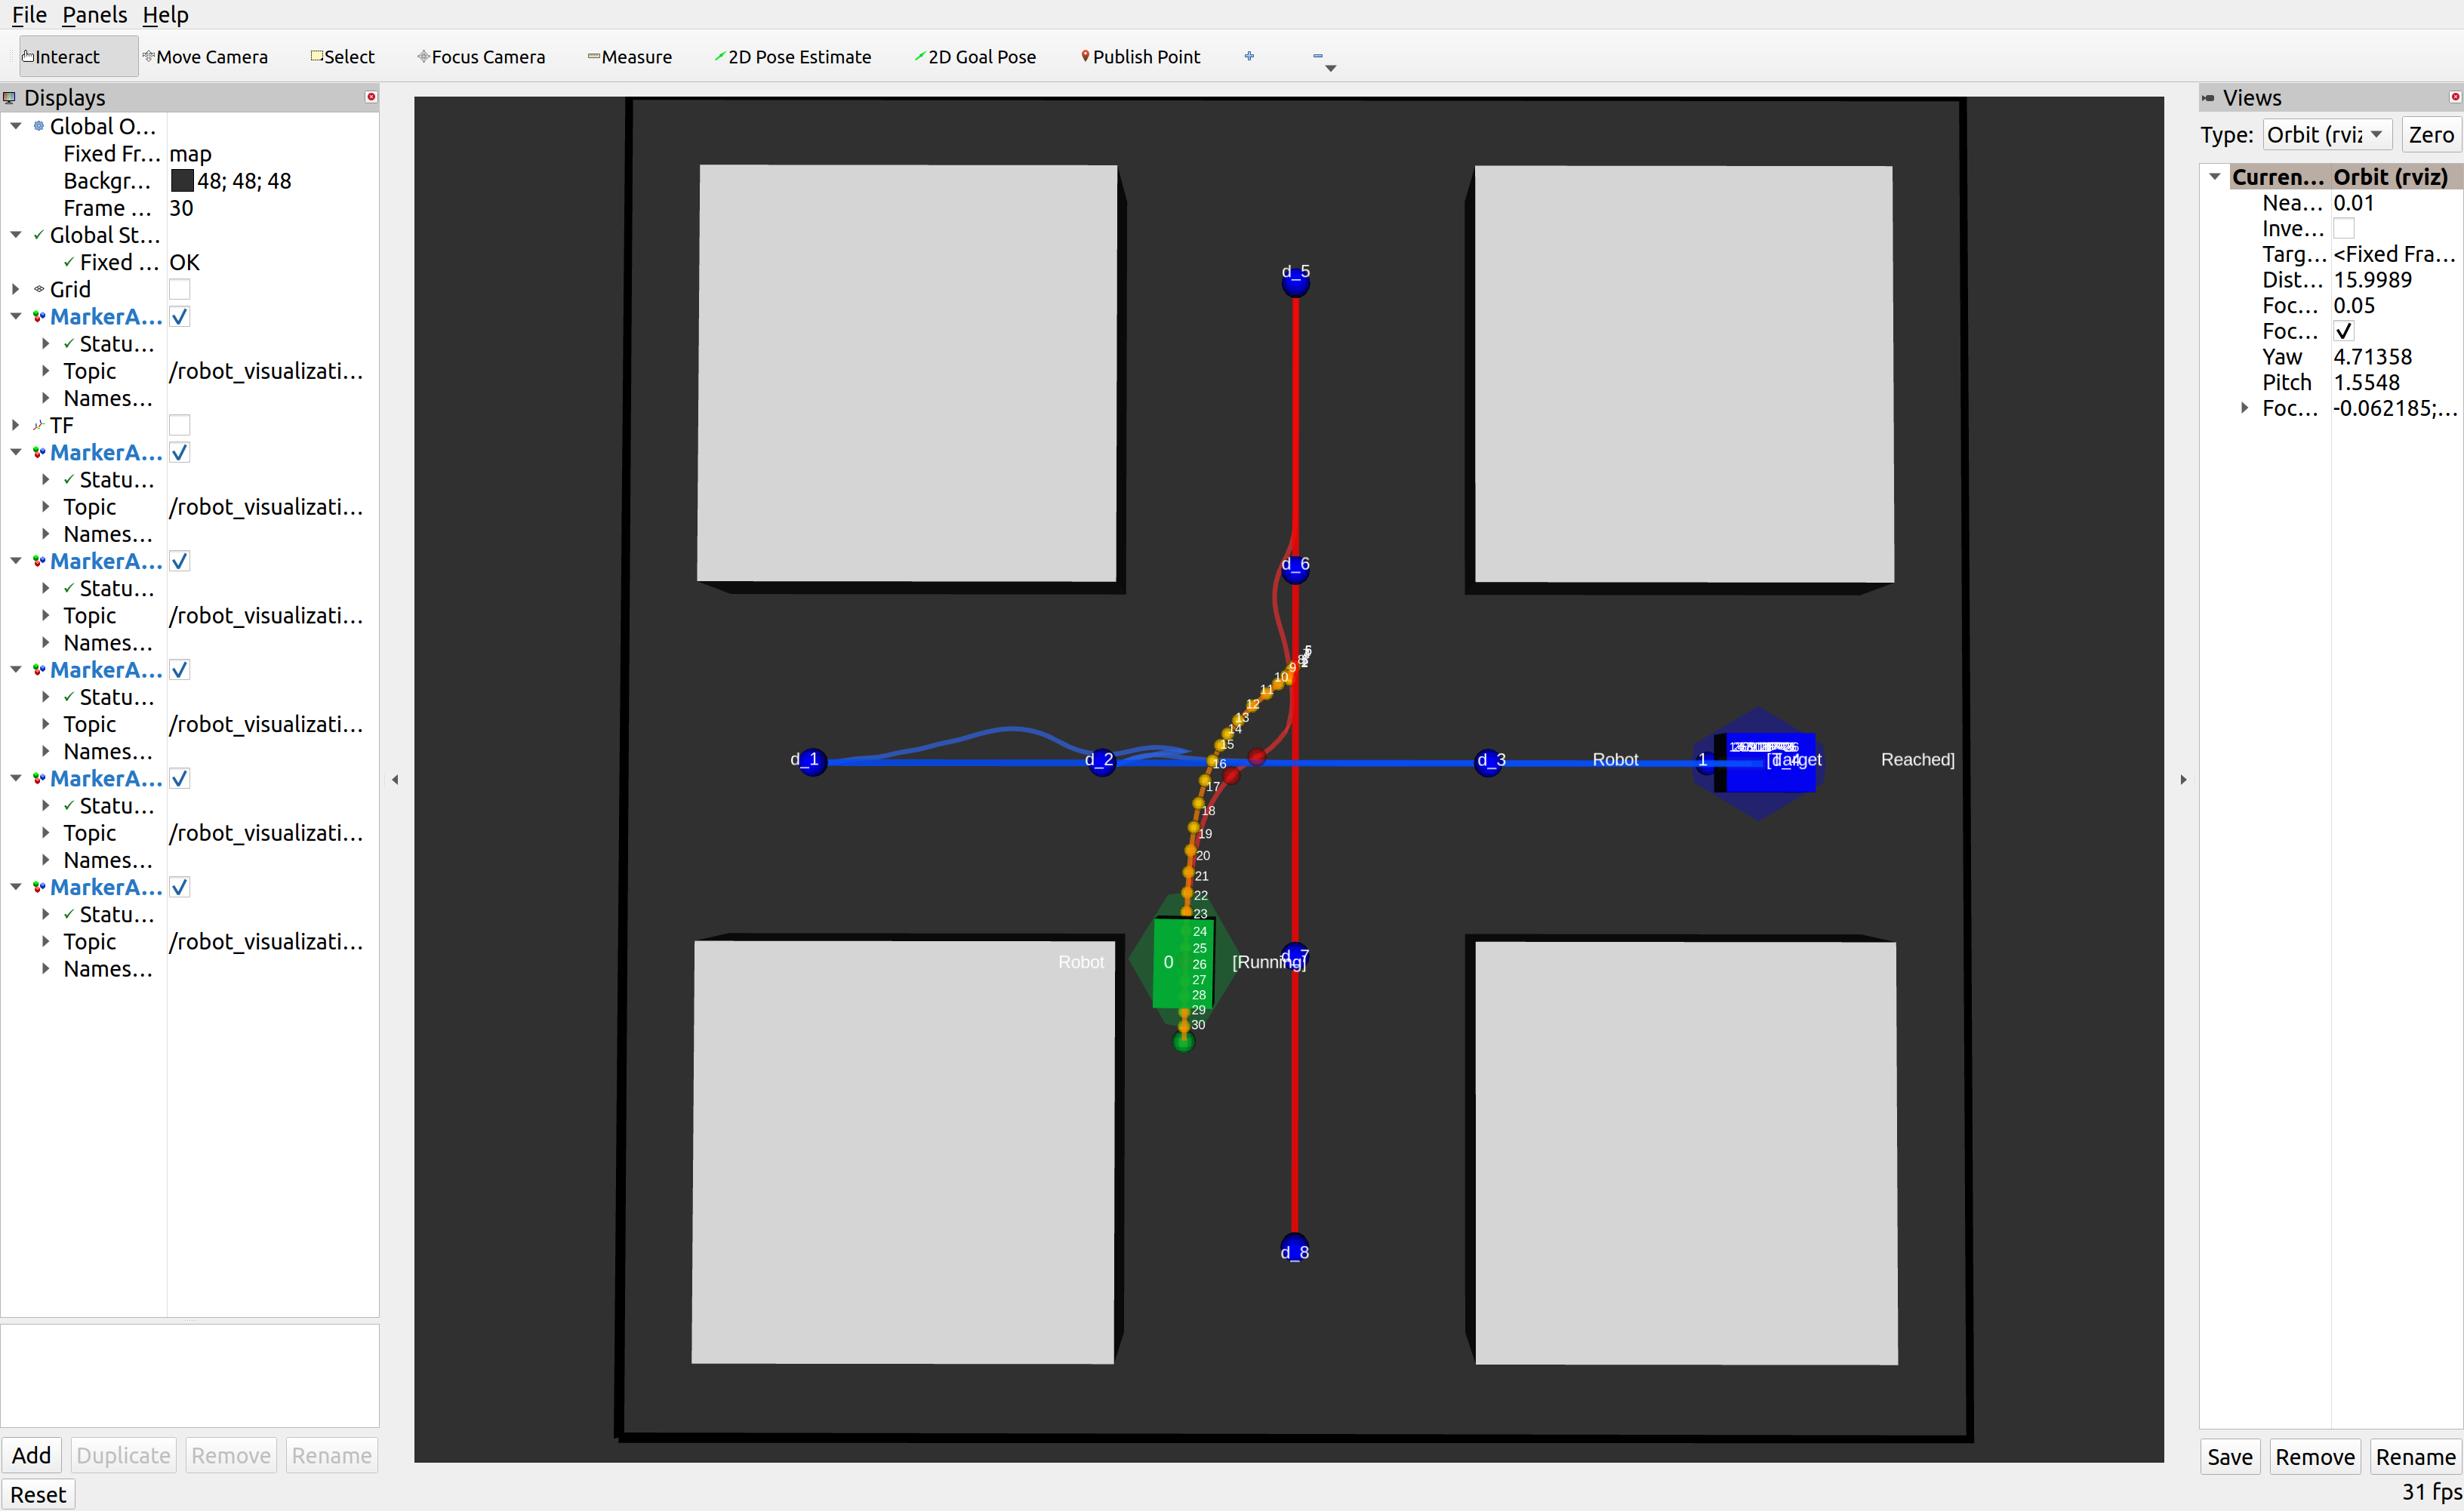 File Panels Help
Interact Move Camera Select Focus Camera Measure 2D Pose Estimate 2D Goal Pose Publish Point
Displays
Global O...
Fixed Fr... map
Backgr... 48; 48; 48
Frame ... 30
Global St...
Fixed ... OK
Grid
MarkerA...
Statu...
Topic /robot_visualizati...
Names...
TF
MarkerA...
Statu...
Topic /robot_visualizati...
Names...
MarkerA...
Statu...
Topic /robot_visualizati...
Names...
MarkerA...
Statu...
Topic /robot_visualizati...
Names...
MarkerA...
Statu...
Topic /robot_visualizati...
Names...
MarkerA...
Statu...
Topic /robot_visualizati...
Names...
Add Duplicate Remove Rename
Reset
d_5
d_6
9
10
11
12
13
14
15
16
17
18
19
20
21
22
23
24
25
26
27
28
29
30
d_1 d_2 d_3 Robot 1 [Target Reached]
d_4
Robot 0 [Running]
d_7
d_8
Views
Type: Orbit (rviz Zero
Curren... Orbit (rviz)
Nea... 0.01
Inve...
Targ... <Fixed Fra...
Dist... 15.9989
Foc... 0.05
Foc...
Yaw 4.71358
Pitch 1.5548
Foc... -0.062185;...
Save Remove Rename
31 fps